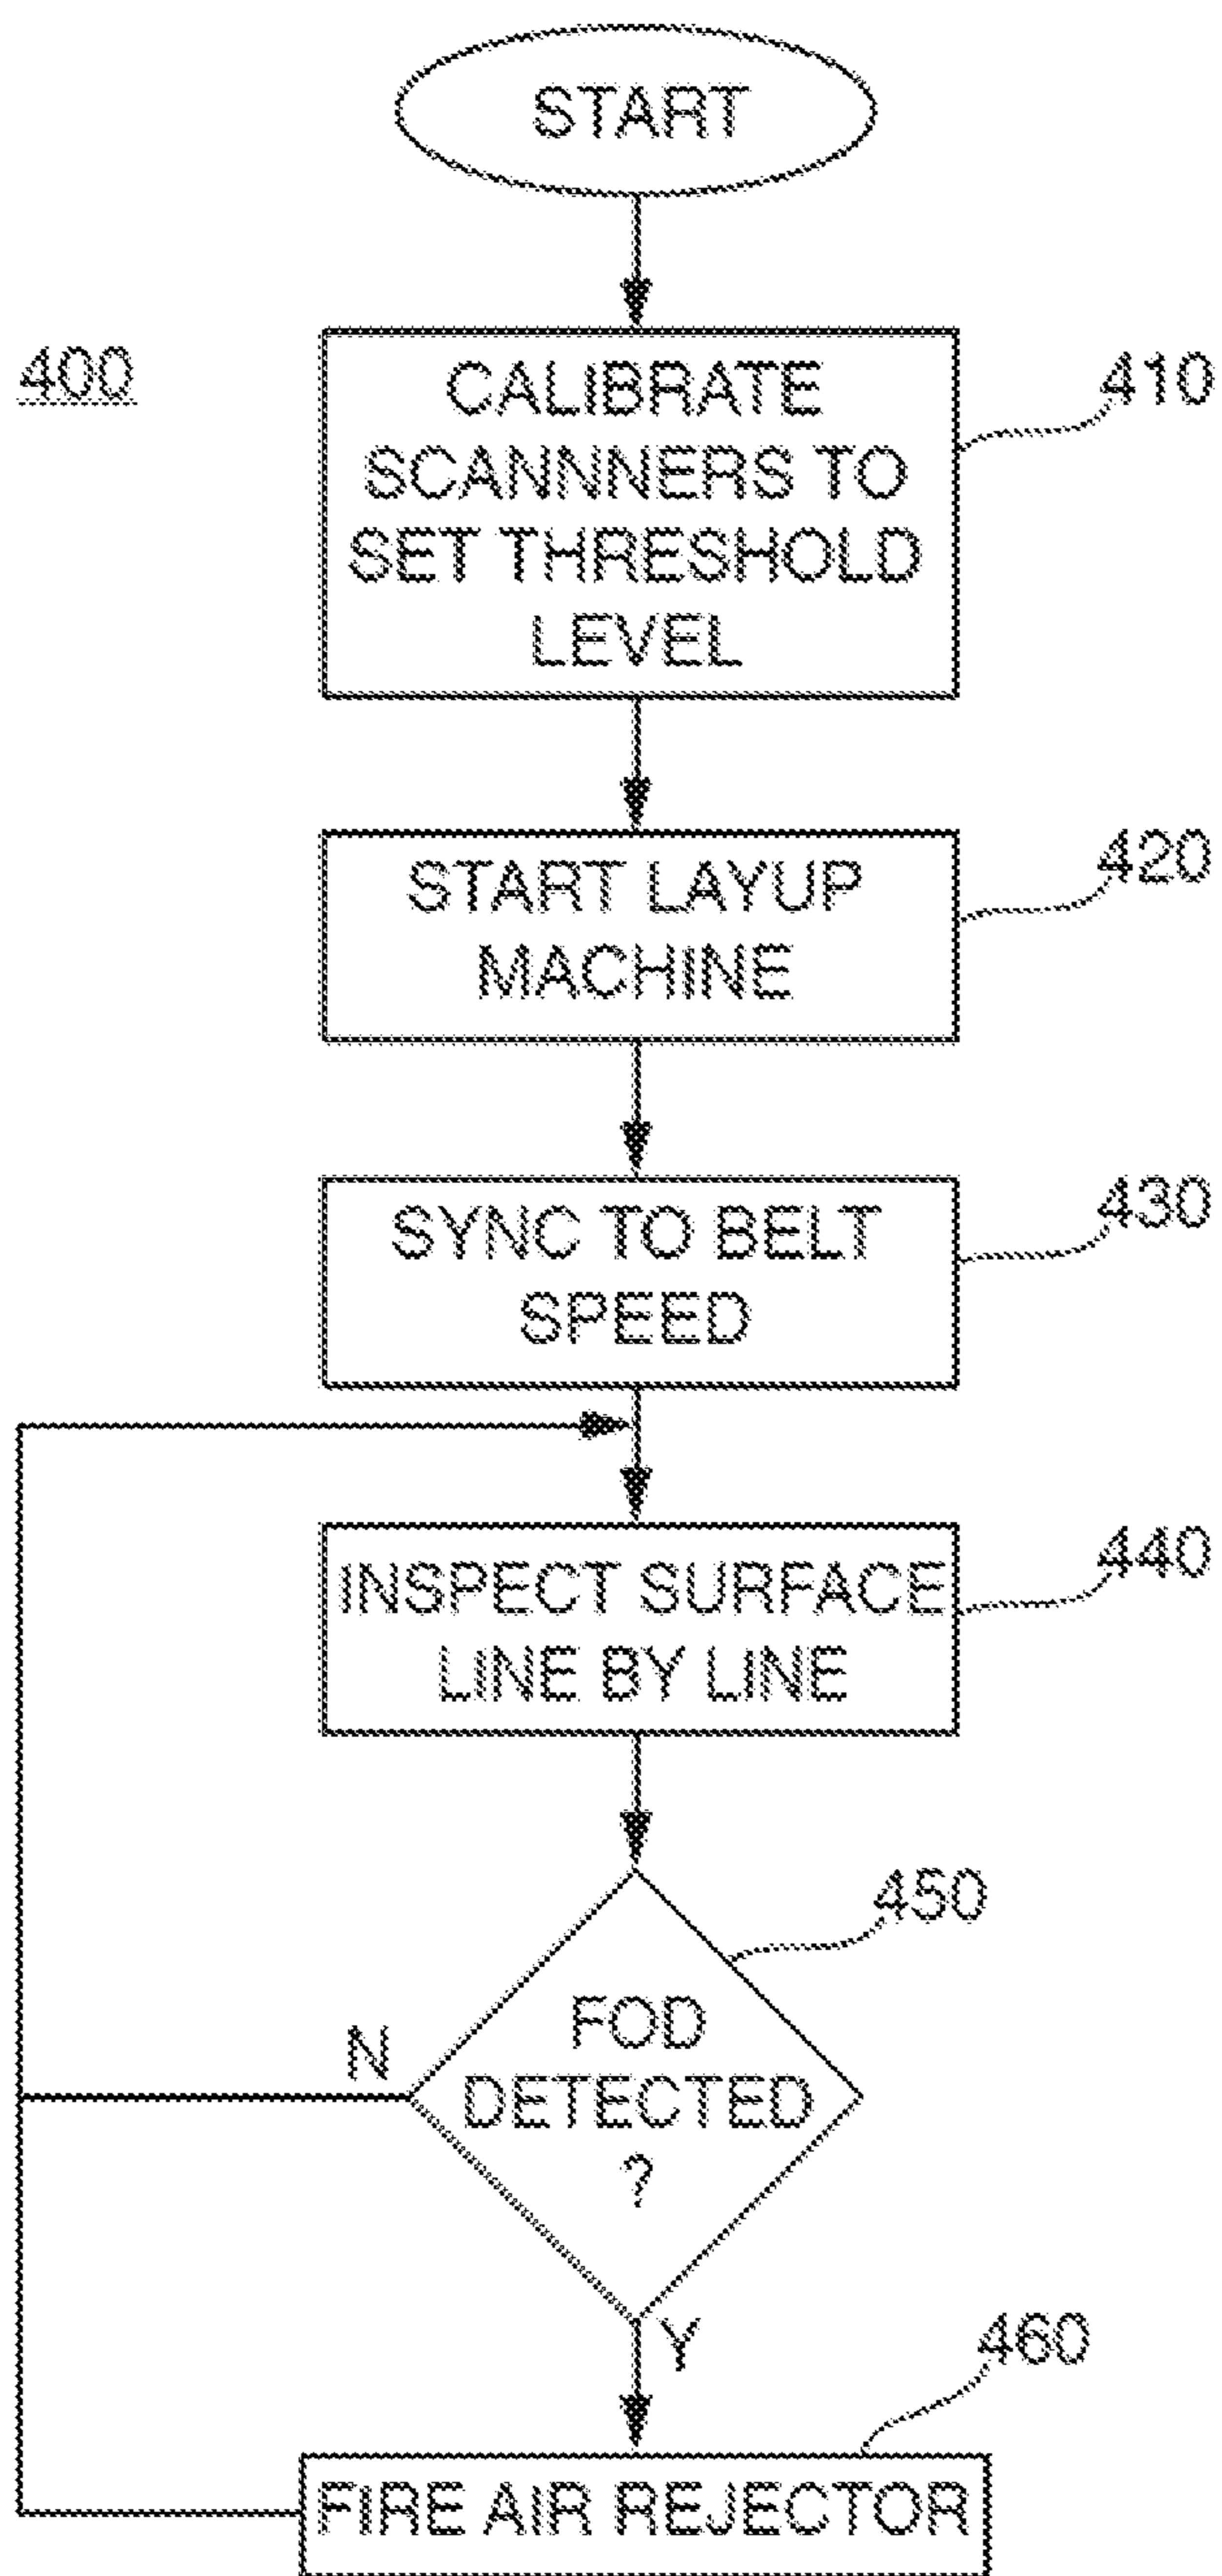 START
400
CALIBRATE
SCANNNERS TO
SET THRESHOLD
LEVEL
410
START LAYUP
MACHINE
420
SYNC TO BELT
SPEED
430
INSPECT SURFACE
LINE BY LINE
440
450
FOD
DETECTED
?
N
Y
460
FIRE AIR REJECTOR